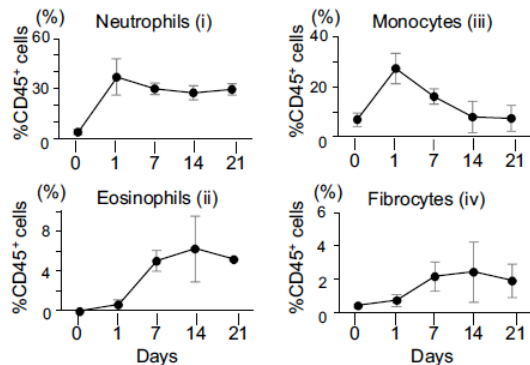 Neutrophils (i)
(%)
%CD45⁺ cells
60
30
0
0 1 7 14 21
Monocytes (iii)
(%)
%CD45⁺ cells
40
20
0
0 1 7 14 21
Eosinophils (ii)
(%)
%CD45⁺ cells
8
4
0
0 1 7 14 21
Days
Fibrocytes (iv)
(%)
%CD45⁺ cells
6
4
2
0
0 1 7 14 21
Days